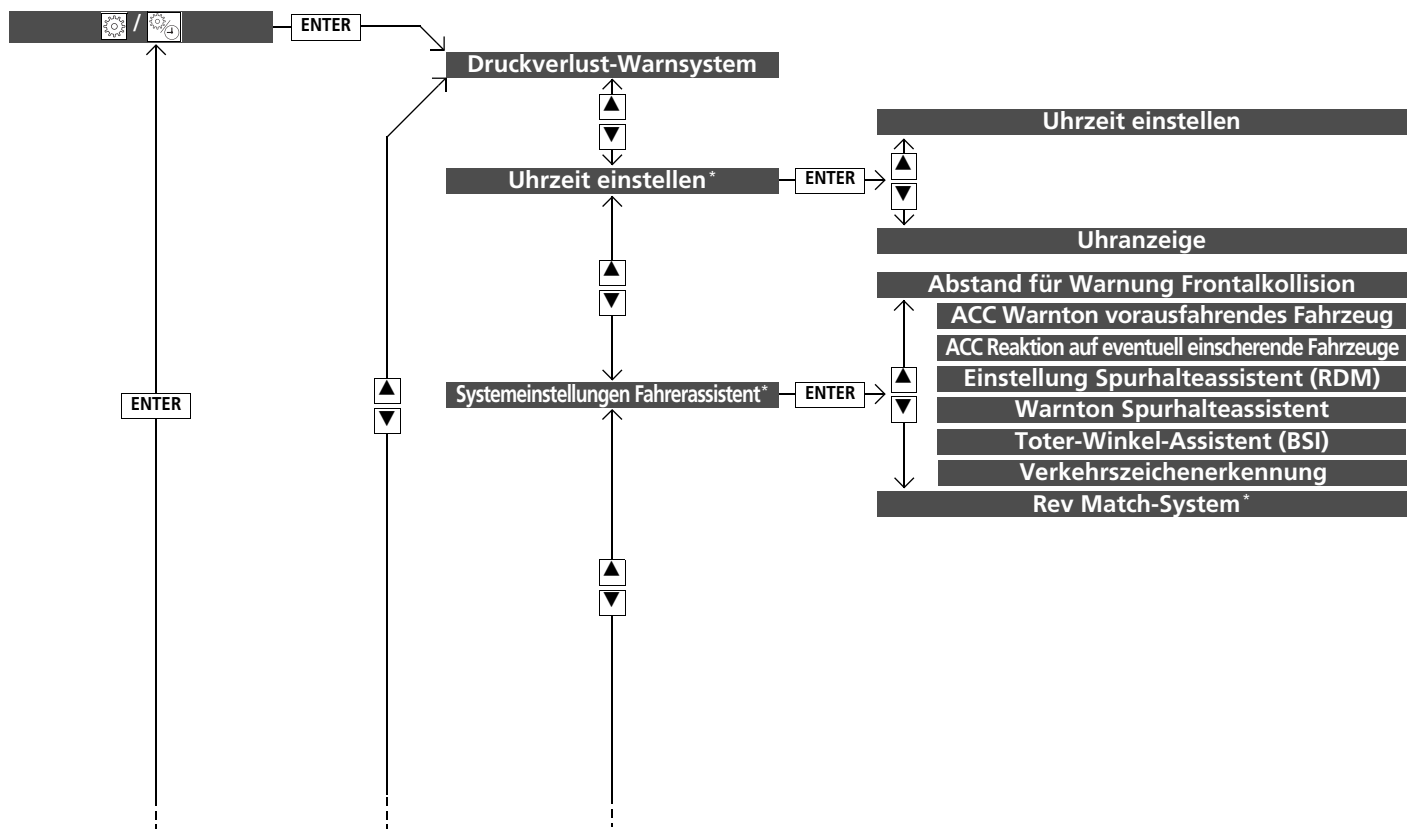 /
ENTER
Druckverlust-Warnsystem
▲
▼
Uhrzeit einstellen*
ENTER
Uhrzeit einstellen
▲
▼
Uhranzeige
▲
▼
Systemeinstellungen Fahrerassistent*
ENTER
Abstand für Warnung Frontalkollision
ACC Warnton vorausfahrendes Fahrzeug
ACC Reaktion auf eventuell einscherende Fahrzeuge
Einstellung Spurhalteassistent (RDM)
▲
▼
Warnton Spurhalteassistent
Toter-Winkel-Assistent (BSI)
Verkehrszeichenerkennung
Rev Match-System*
ENTER
▲
▼
▲
▼